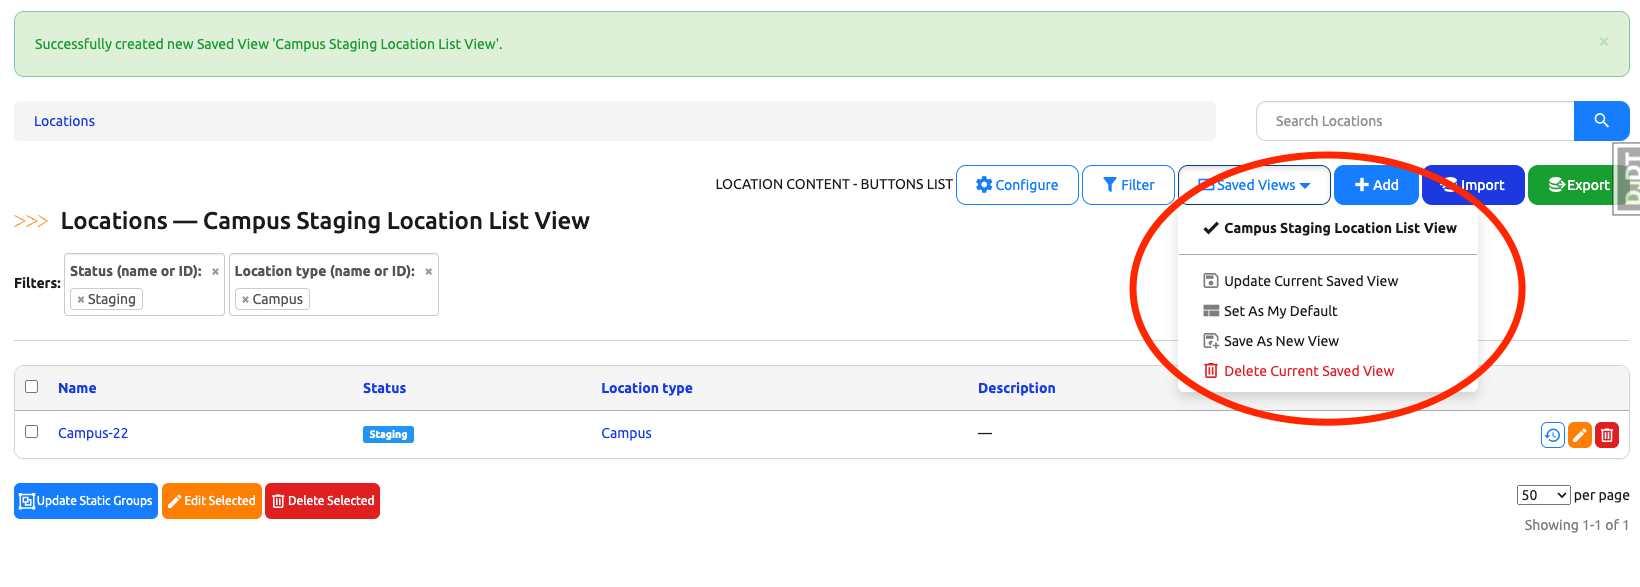 Successfully created new Saved View 'Campus Staging Location List View'.
×
Locations
Search Locations
LOCATION CONTENT - BUTTONS LIST
Configure
Filter
Saved Views
Add
Import
Export
DjDT
>>> Locations — Campus Staging Location List View
Campus Staging Location List View
Filters:
Status (name or ID): ×
× Staging
Location type (name or ID): ×
× Campus
Update Current Saved View
Set As My Default
Save As New View
Delete Current Saved View
Name Status Location type Description
Campus-22 Staging Campus —
Update Static Groups
Edit Selected
Delete Selected
50 per page
Showing 1-1 of 1